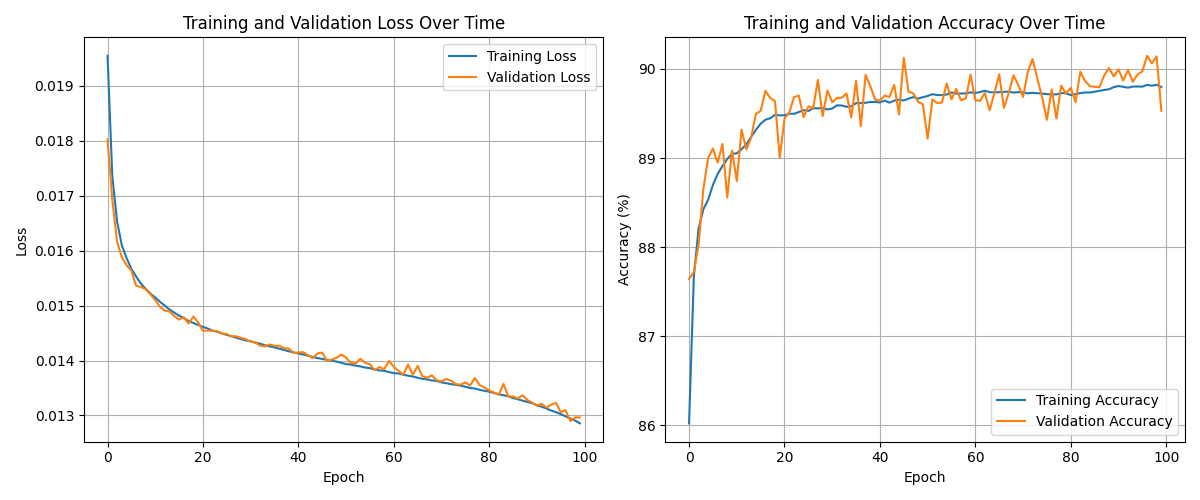 Training and Validation Loss Over Time
Training Loss
Validation Loss
0.019
0.018
0.017
0.016
0.015
0.014
0.013
Loss
0 20 40 60 80 100
Epoch
Training and Validation Accuracy Over Time
90
89
88
87
86
Accuracy (%)
Training Accuracy
Validation Accuracy
0 20 40 60 80 100
Epoch